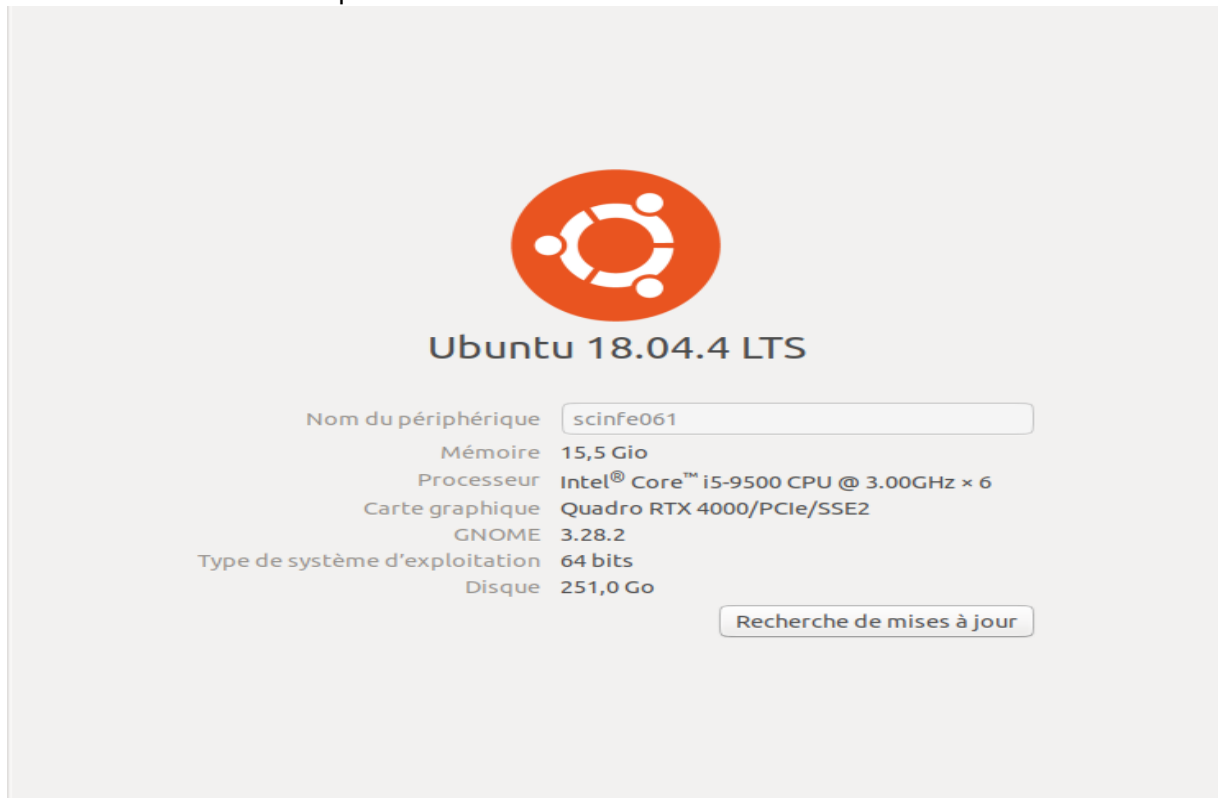 Ubuntu 18.04.4 LTS
Nom du périphérique scinfe061
Mémoire 15,5 Gio
Processeur Intel® Core™ i5-9500 CPU @ 3.00GHz × 6
Carte graphique Quadro RTX 4000/PCIe/SSE2
GNOME 3.28.2
Type de système d'exploitation 64 bits
Disque 251,0 Go
Recherche de mises à jour